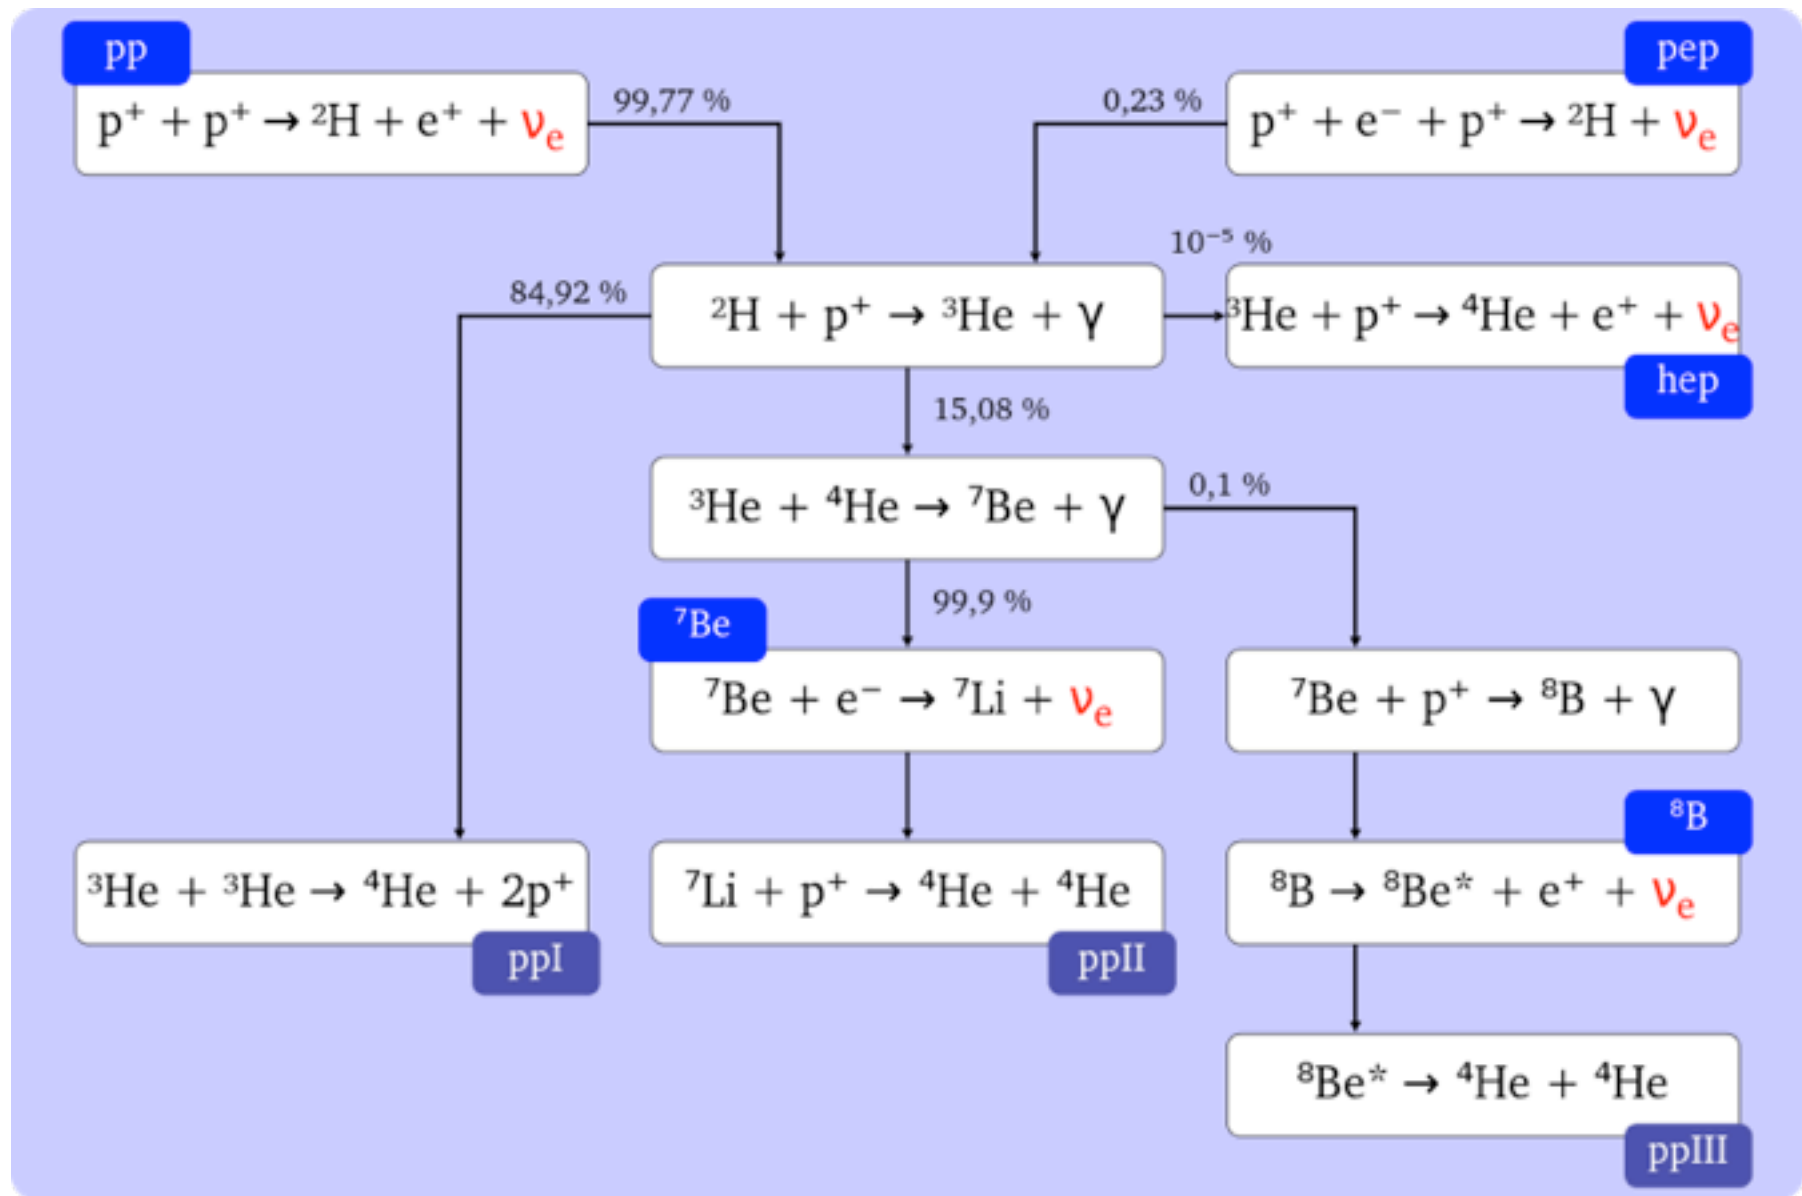 pp
pep
p⁺ + p⁺ → ²H + e⁺ + νₑ
99,77 %
0,23 %
p⁺ + e⁻ + p⁺ → ²H + νₑ
10⁻⁵ %
84,92 %
²H + p⁺ → ³He + γ
³He + p⁺ → ⁴He + e⁺ + νₑ
hep
15,08 %
³He + ⁴He → ⁷Be + γ
0,1 %
99,9 %
⁷Be
⁷Be + e⁻ → ⁷Li + νₑ
⁷Be + p⁺ → ⁸B + γ
⁸B
³He + ³He → ⁴He + 2p⁺
⁷Li + p⁺ → ⁴He + ⁴He
⁸B → ⁸Be* + e⁺ + νₑ
ppI
ppII
⁸Be* → ⁴He + ⁴He
ppIII